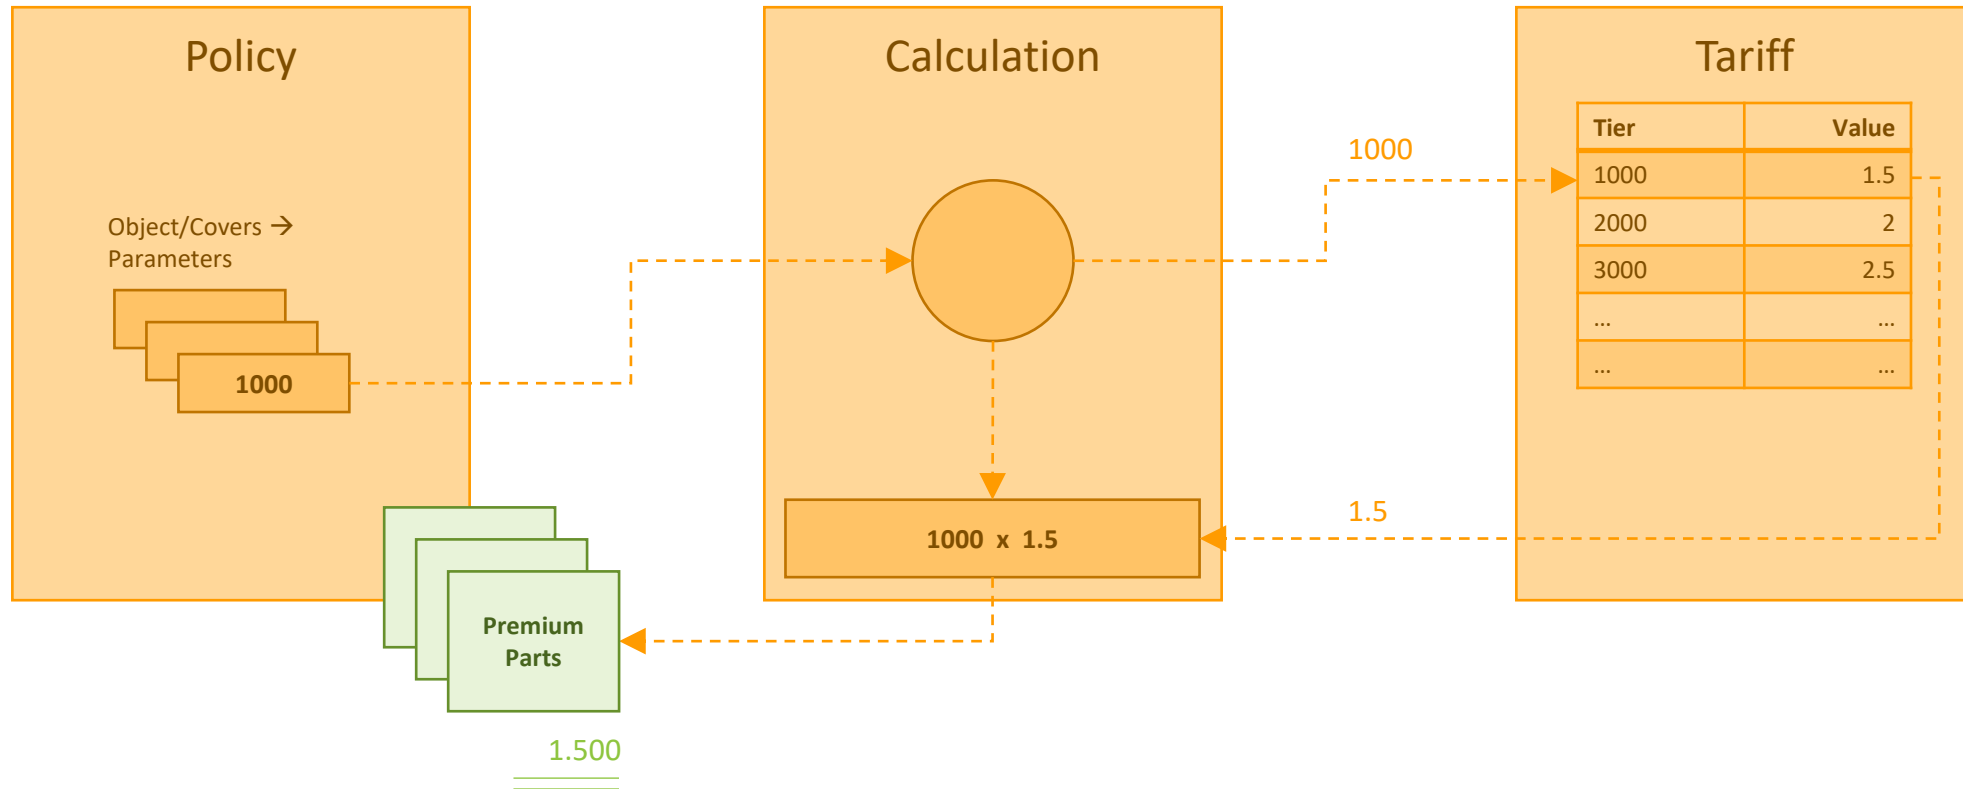 Policy
Object/Covers →
Parameters
1000
Premium
Parts
1.500
Calculation
1000 x 1.5
1000
1.5
Tariff
Tier Value
1000 1.5
2000 2
3000 2.5
... ...
... ...